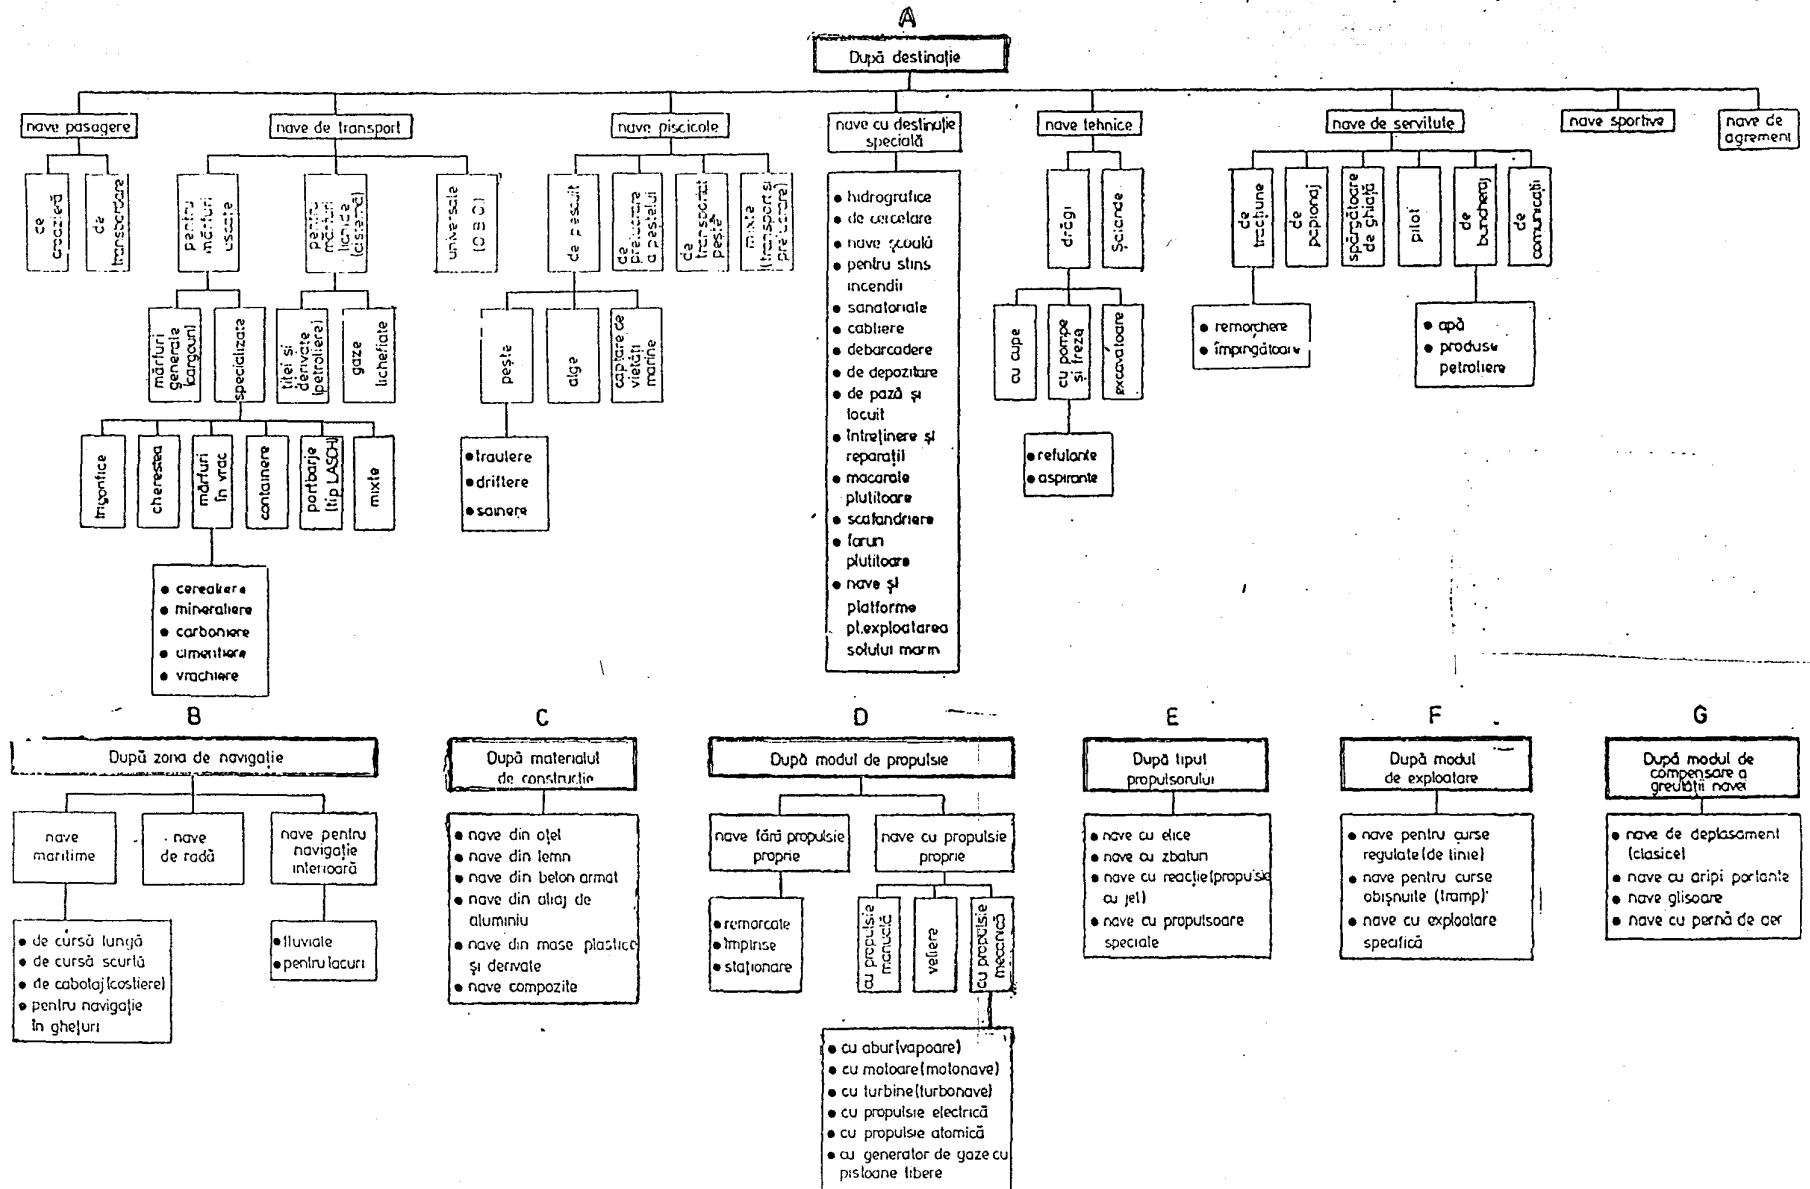 A
După destinație
nave pasagere
nave de transport
nave piscicole
nave cu destinație
specială
nave tehnice
nave de servitute
nave sportive
nave de
agrement
de
croazieră
de
transbordare
pentru
mărfuri
uscate
pentru
mărfuri
lichide
(cisternă)
universale
(O.B.O.)
de pescuit
de
prelucrare
a peștelui
de
transportat
pește
mixte
(transport și
prelucrare)
• hidrografice
• de cercetare
• nave școală
• pentru stins
incendii
• sanatoriale
• cabliere
• debarcadere
• de depozitare
• de pază și
locuit
• întreținere și
reparații
• macarale
plutitoare
• scafandriere
• faruri
plutitoare
• nave și
platforme
pt.exploatarea
solului marin
drăgi
Șalande
de
tracțiune
de
papionaj
spărgătoare
de gheață
pilot
de
buncheraj
de
comunicații
mărfuri
generale
(cargouri)
specializate
țiței și
derivate
(petroliere)
gaze
lichefiate
pește
alge
captare de
vietăți
marine
cu cupe
cu pompe
și freză
excavatoare
• remorchere
• împingătoare
• apă
• produse
petroliere
frigorifice
cherestea
mărfuri
în vrac
containere
portbarje
(tip LASCH)
mixte
• traulere
• driftere
• sainere
• refulante
• aspirante
• cerealiere
• mineraliere
• carboniere
• cimentiere
• vrachiere
B
După zona de navigație
nave
maritime
nave
de radă
nave pentru
navigație
interioară
• de cursă lungă
• de cursă scurtă
• de cabotaj(costiere)
• pentru navigație
în ghețuri
• fluviale
• pentru lacuri
C
După materialul
de construcție
• nave din oțel
• nave din lemn
• nave din beton armat
• nave din aliaj de
aluminiu
• nave din mase plastice
și derivate
• nave compozite
D
După modul de propulsie
nave fără propulsie
proprie
nave cu propulsie
proprie
• remorcate
• împinse
• staționare
cu propulsie
manuală
veliere
cu propulsie
mecanică
• cu abur(vapoare)
• cu motoare(motonave)
• cu turbine(turbonave)
• cu propulsie electrică
• cu propulsie atomică
• cu generator de gaze cu
pistoane libere
E
După tipul
propulsorului
• nave cu elice
• nave cu zbaturi
• nave cu reacție(propulsie
cu jet)
• nave cu propulsoare
speciale
F
După modul
de exploatare
• nave pentru curse
regulate(de linie)
• nave pentru curse
obișnuite (tramp)
• nave cu exploatare
specifică
G
După modul de
compensare a
greutății navei
• nave de deplasament
(clasice)
• nave cu aripi portante
• nave glisoare
• nave cu pernă de aer